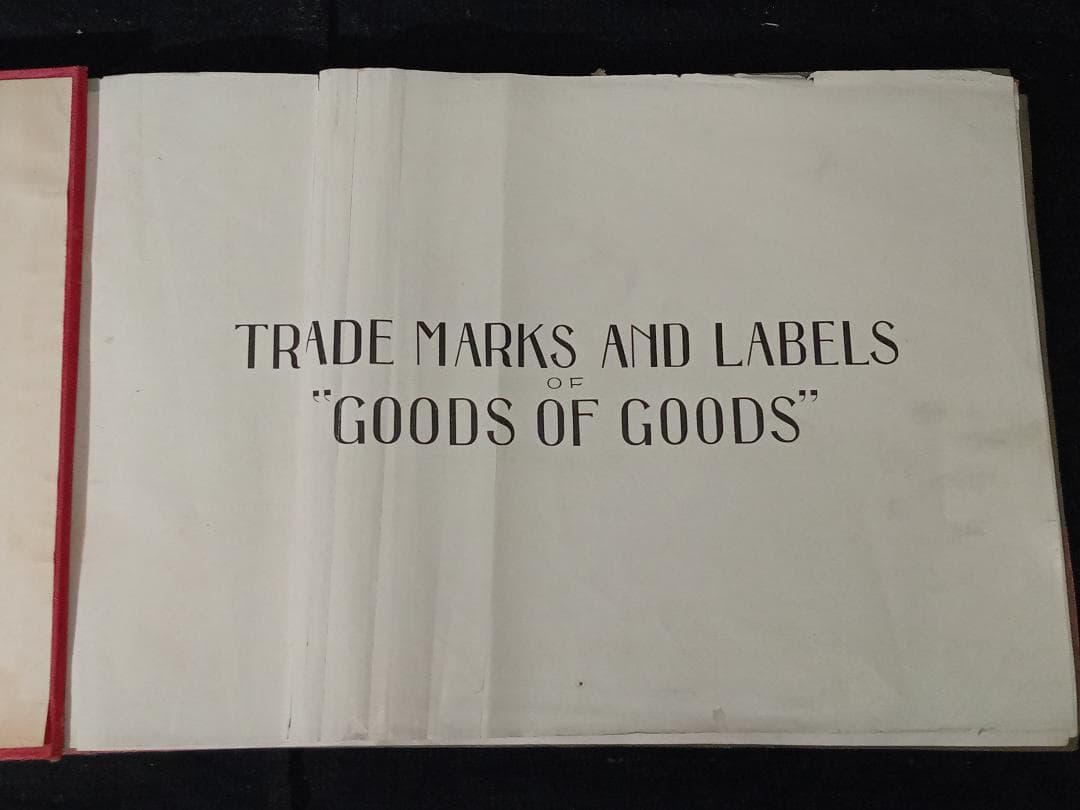 TRADE MARKS AND LABELS
OF
"GOODS OF GOODS"